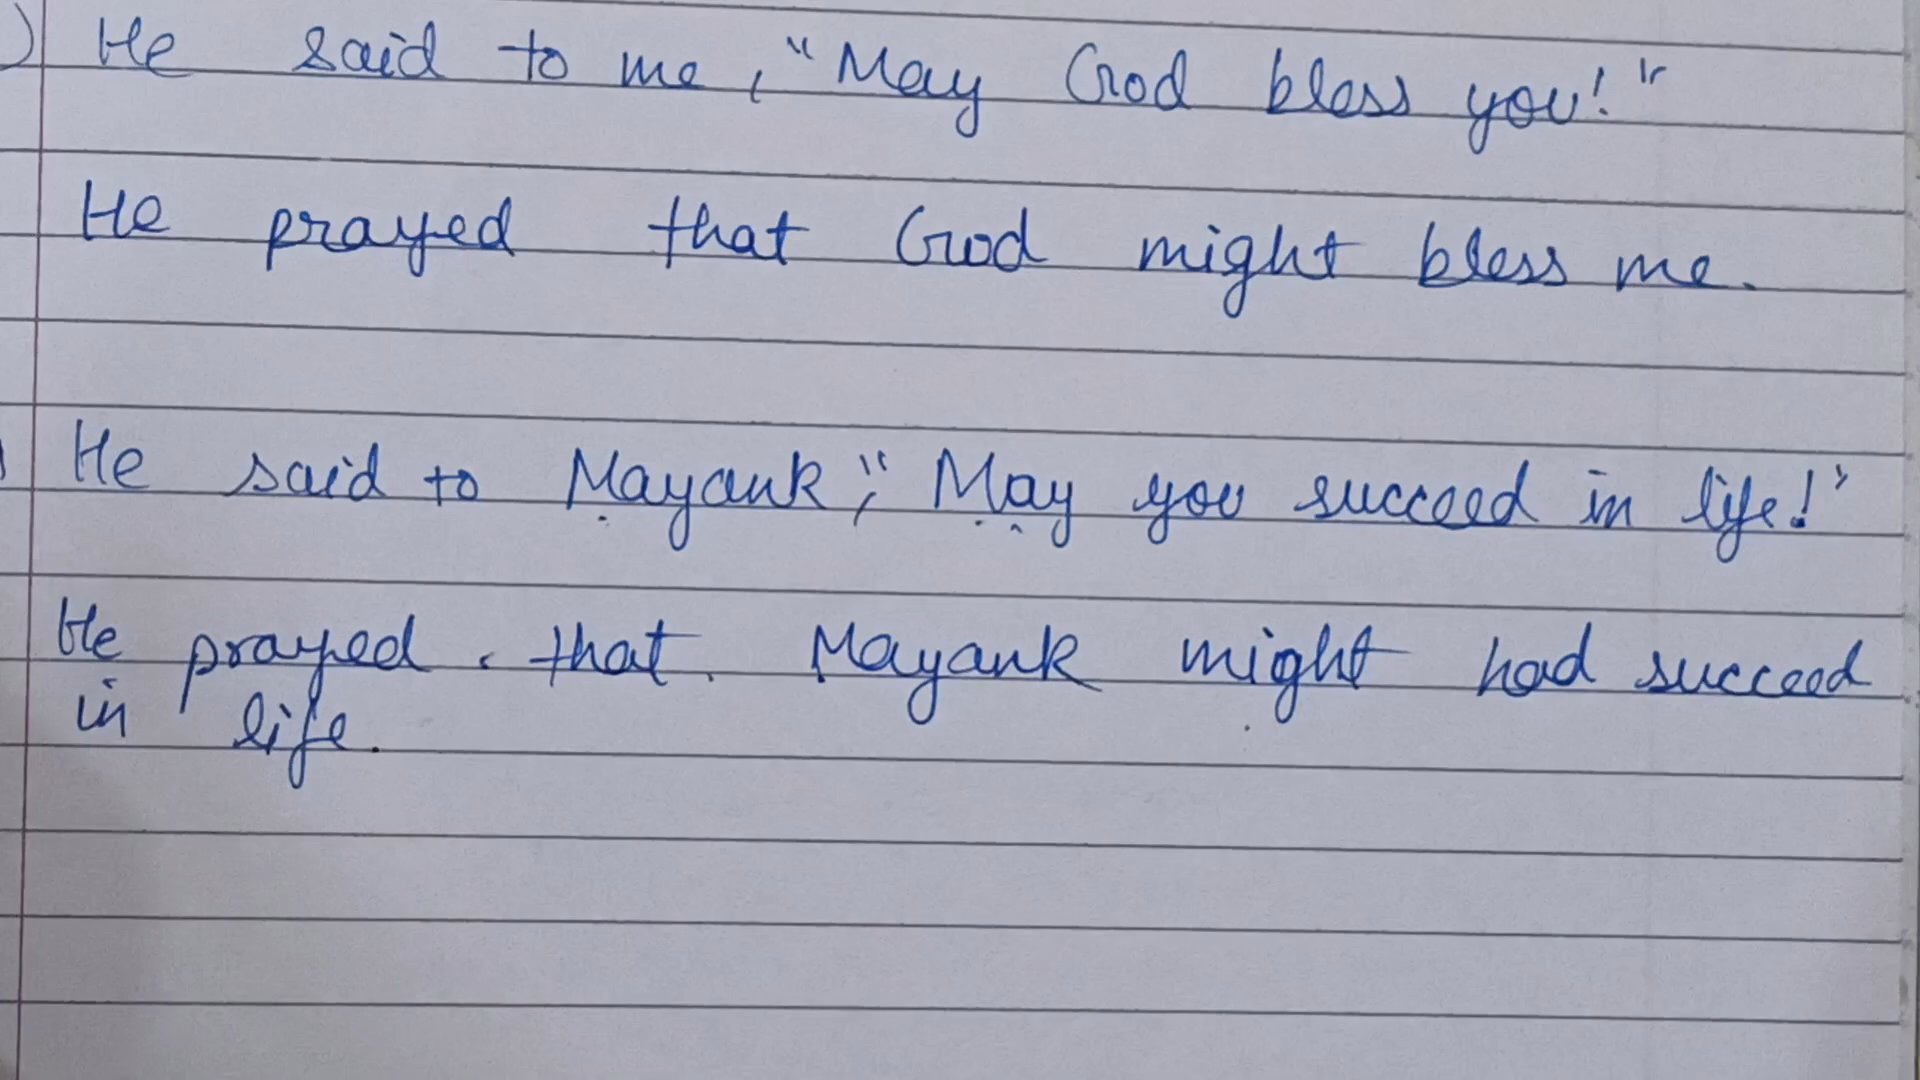 ) He said to me, "May God bless you!"
He prayed that God might bless me.
He said to Mayank, "May you succeed in life!"
He prayed that Mayank might had succeed
in life.